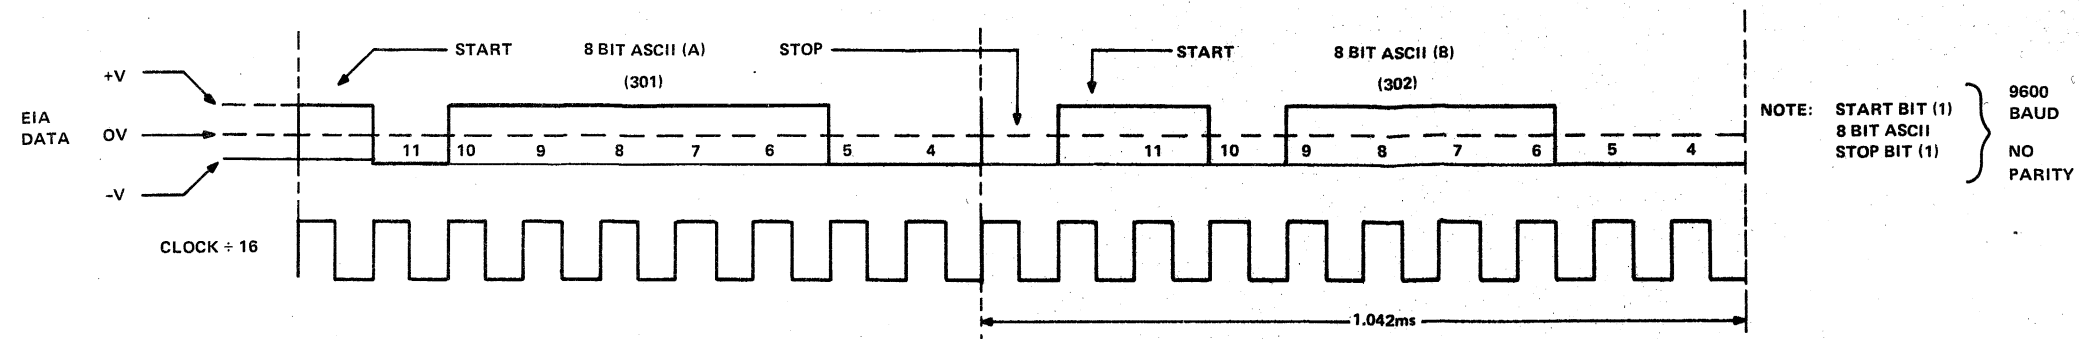 START 8 BIT ASCII (A) STOP START 8 BIT ASCII (B)
(301) (302)
+V
EIA
DATA
0V
–V
11 10 9 8 7 6 5 4 11 10 9 8 7 6 5 4
NOTE: START BIT (1)
8 BIT ASCII
STOP BIT (1)
9600
BAUD
NO
PARITY
CLOCK ÷ 16
1.042ms